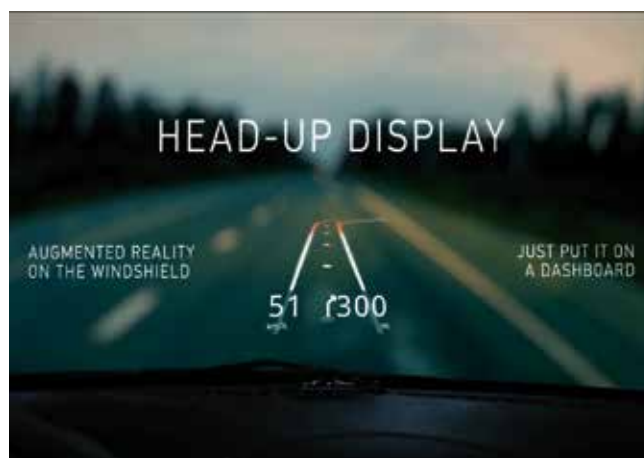 HEAD-UP DISPLAY
AUGMENTED REALITY
ON THE WINDSHIELD
JUST PUT IT ON
A DASHBOARD
51 300